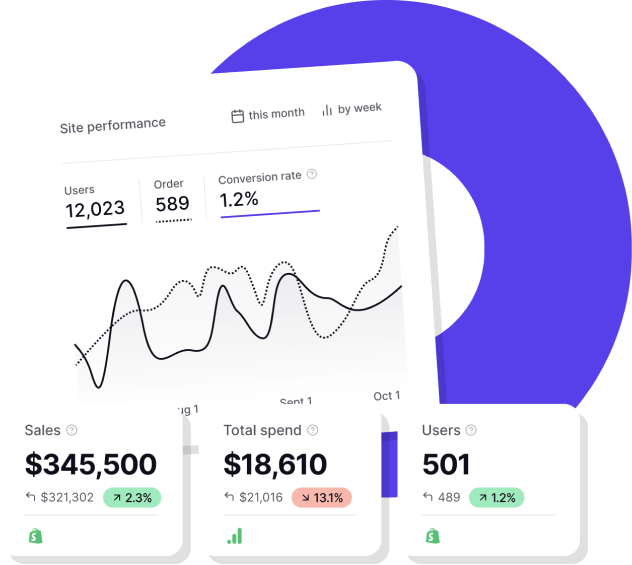 Site performance
this month
by week
Users
Order
Conversion rate
12,023
589
1.2%
ug 1
Sept 1
Oct 1
Sales
Total spend
Users
$345,500
$18,610
501
$321,302
2.3%
$21,016
13.1%
489
1.2%